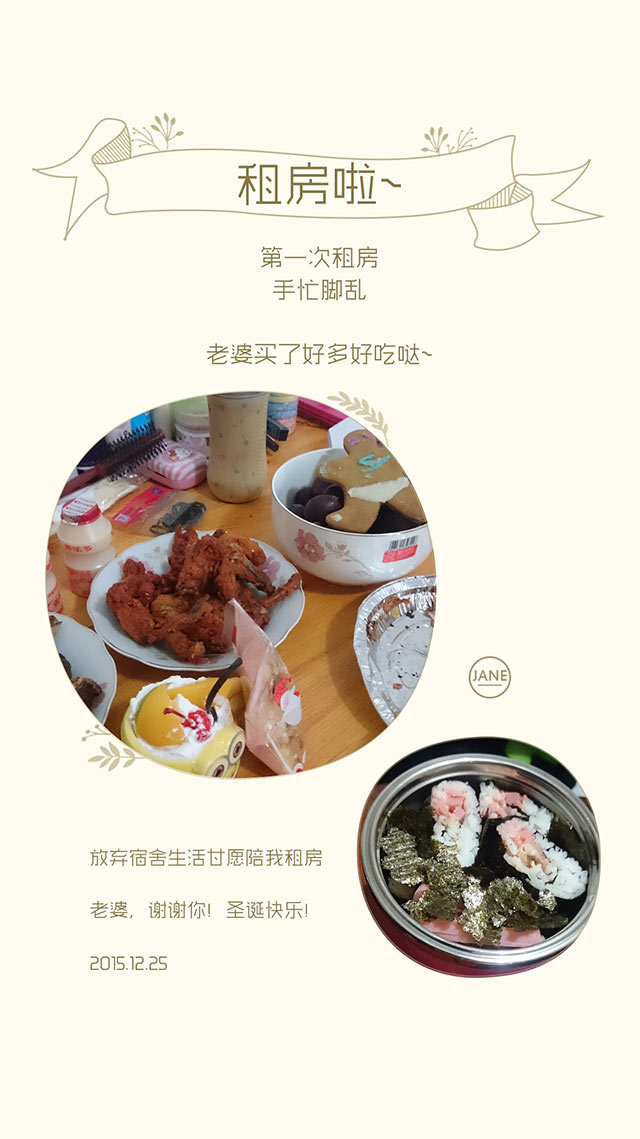 租房啦~
第一次租房
手忙脚乱
老婆买了好多好吃哒~
JANE
放弃宿舍生活甘愿陪我租房
老婆，谢谢你！圣诞快乐！
2015.12.25